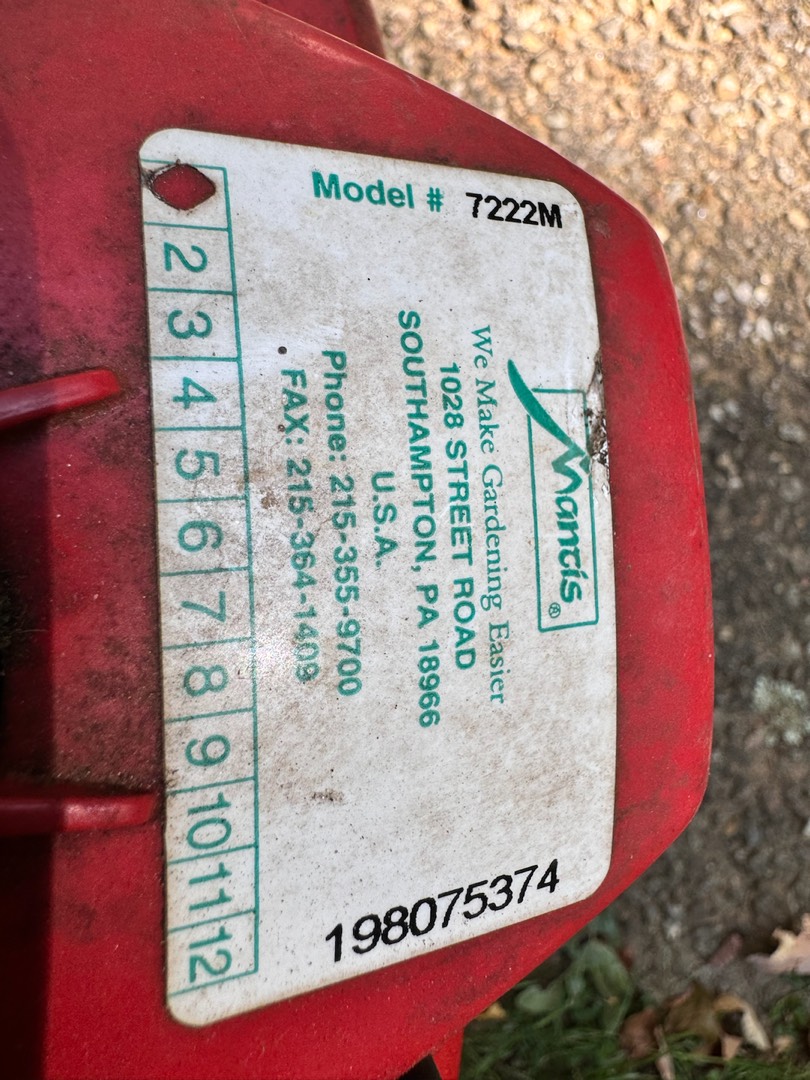 Model # 7222M
Mantis®
We Make Gardening Easier
1028 STREET ROAD
SOUTHAMPTON, PA 18966
U.S.A.
Phone: 215-355-9700
FAX: 215-364-1409
198075374
2 3 4 5 6 7 8 9 10 11 12